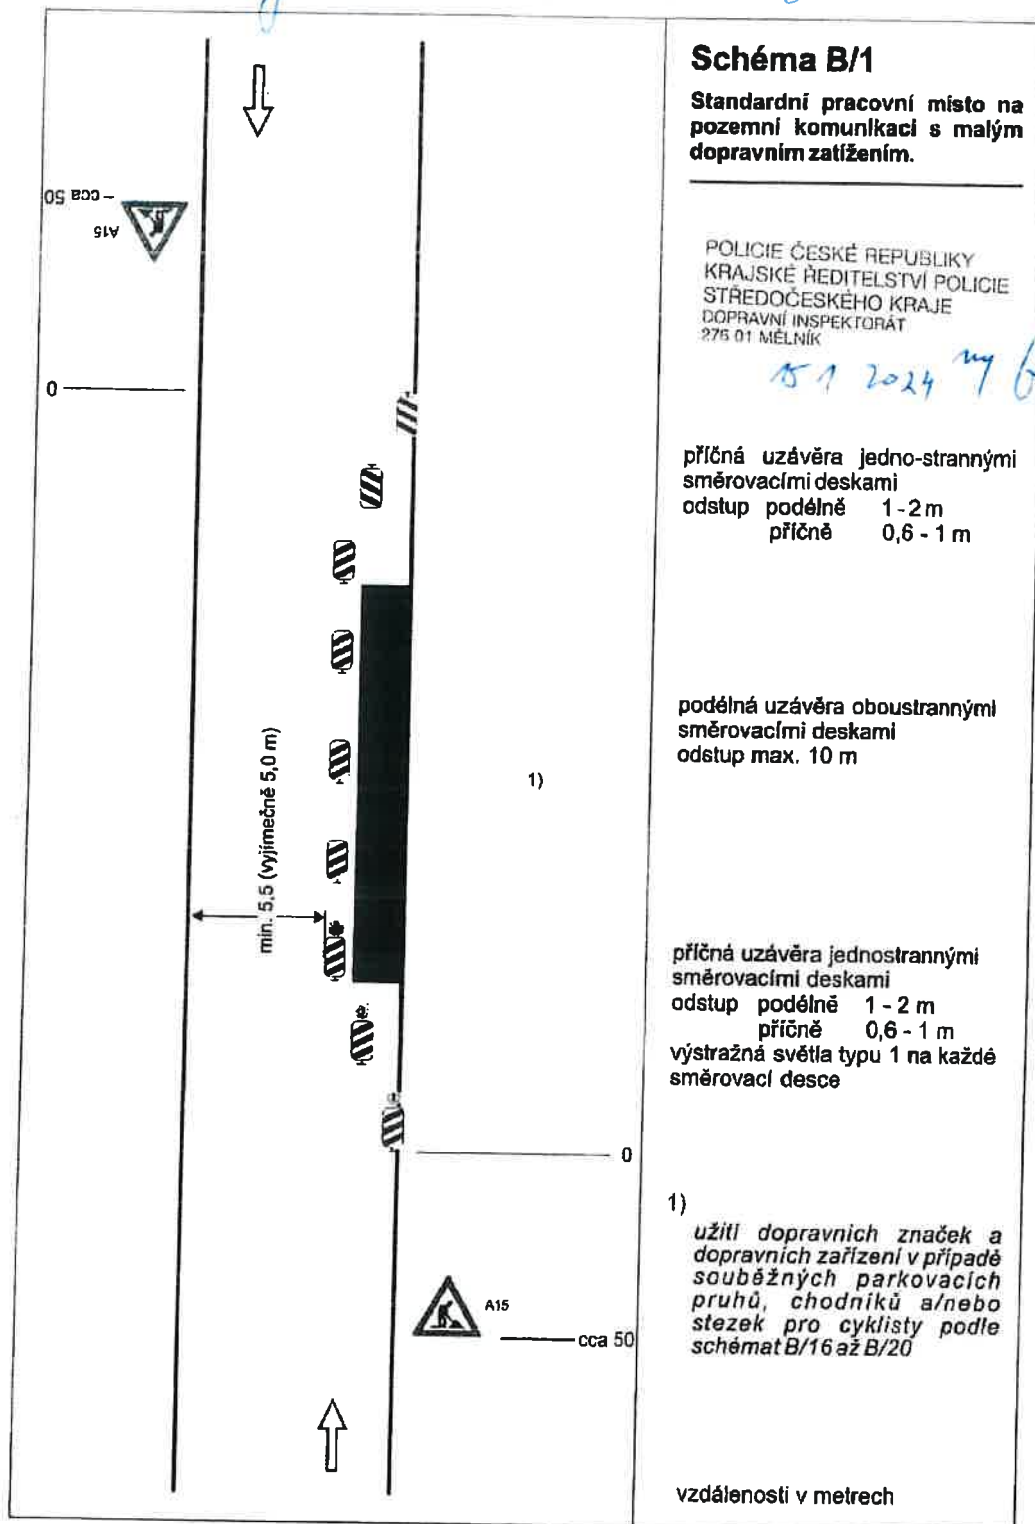 Schéma B/1
Standardní pracovní místo na
pozemní komunikaci s malým
dopravním zatížením.
POLICIE ČESKÉ REPUBLIKY
KRAJSKÉ ŘEDITELSTVÍ POLICIE
STŘEDOČESKÉHO KRAJE
DOPRAVNÍ INSPEKTORÁT
276 01 MĚLNÍK
15 1 2024
cca 50
A15
0
příčná uzávěra jedno-strannými
směrovacími deskami
odstup podélně 1 - 2 m
příčně 0,6 - 1 m
podélná uzávěra oboustrannými
směrovacími deskami
odstup max. 10 m
min. 5,5 (vyjímečně 5,0 m)
1)
příčná uzávěra jednostrannými
směrovacími deskami
odstup podélně 1 - 2 m
příčně 0,6 - 1 m
výstražná světla typu 1 na každé
směrovací desce
0
A15
cca 50
1)
užití dopravních značek a
dopravních zařízení v případě
souběžných parkovacích
pruhů, chodníků a/nebo
stezek pro cyklisty podle
schémat B/16 až B/20
vzdálenosti v metrech